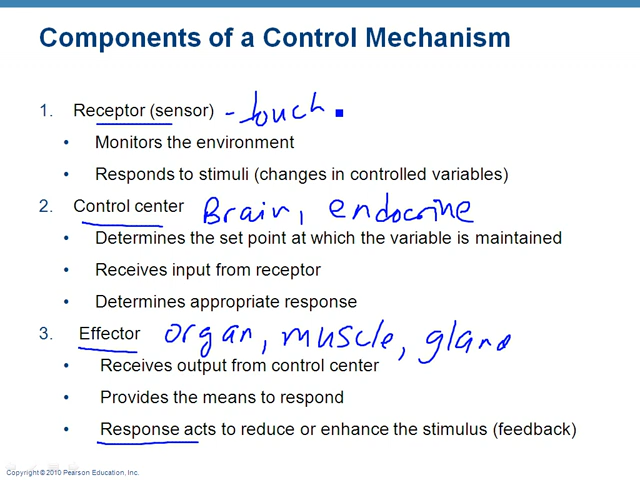 Components of a Control Mechanism
1. Receptor (sensor) - touch
• Monitors the environment
• Responds to stimuli (changes in controlled variables)
2. Control center Brain, endocrine
• Determines the set point at which the variable is maintained
• Receives input from receptor
• Determines appropriate response
3. Effector organ, muscle, gland
• Receives output from control center
• Provides the means to respond
• Response acts to reduce or enhance the stimulus (feedback)
Copyright © 2010 Pearson Education, Inc.